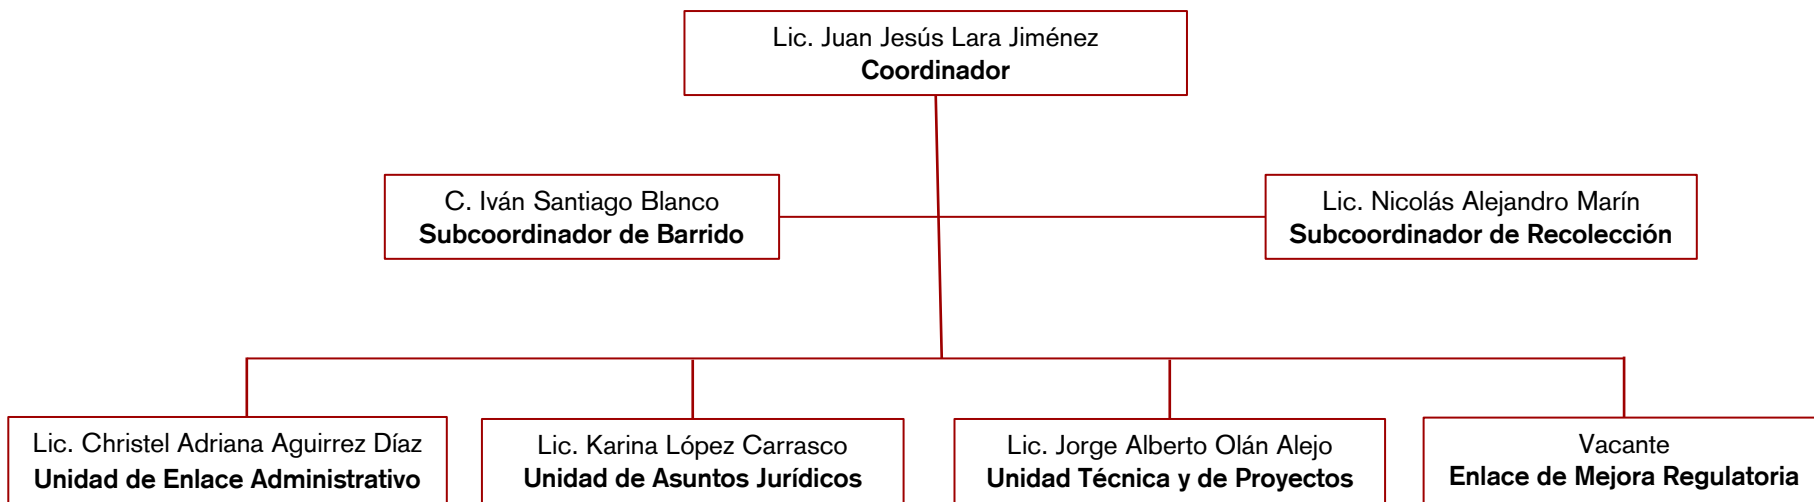 Lic. Juan Jesús Lara Jiménez
Coordinador
C. Iván Santiago Blanco
Subcoordinador de Barrido
Lic. Nicolás Alejandro Marín
Subcoordinador de Recolección
Lic. Christel Adriana Aguirrez Díaz
Unidad de Enlace Administrativo
Lic. Karina López Carrasco
Unidad de Asuntos Jurídicos
Lic. Jorge Alberto Olán Alejo
Unidad Técnica y de Proyectos
Vacante
Enlace de Mejora Regulatoria